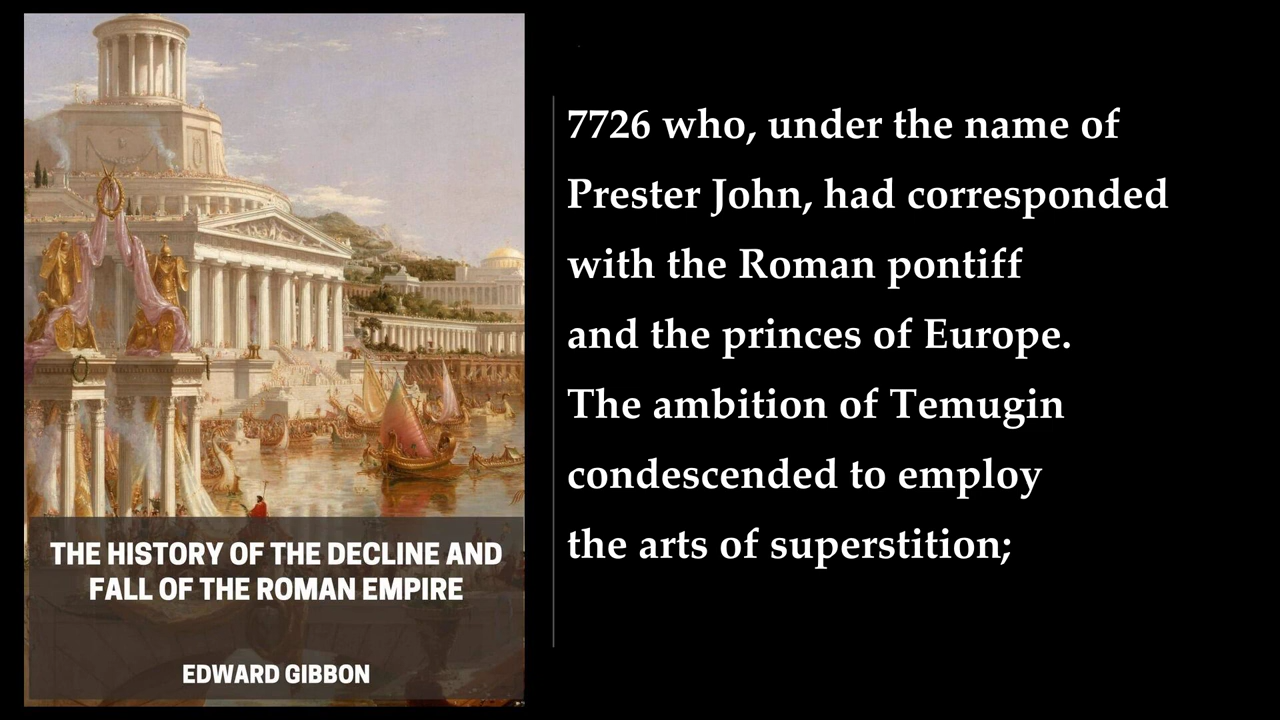 THE HISTORY OF THE DECLINE AND
FALL OF THE ROMAN EMPIRE
EDWARD GIBBON
7726 who, under the name of
Prester John, had corresponded
with the Roman pontiff
and the princes of Europe.
The ambition of Temugin
condescended to employ
the arts of superstition;